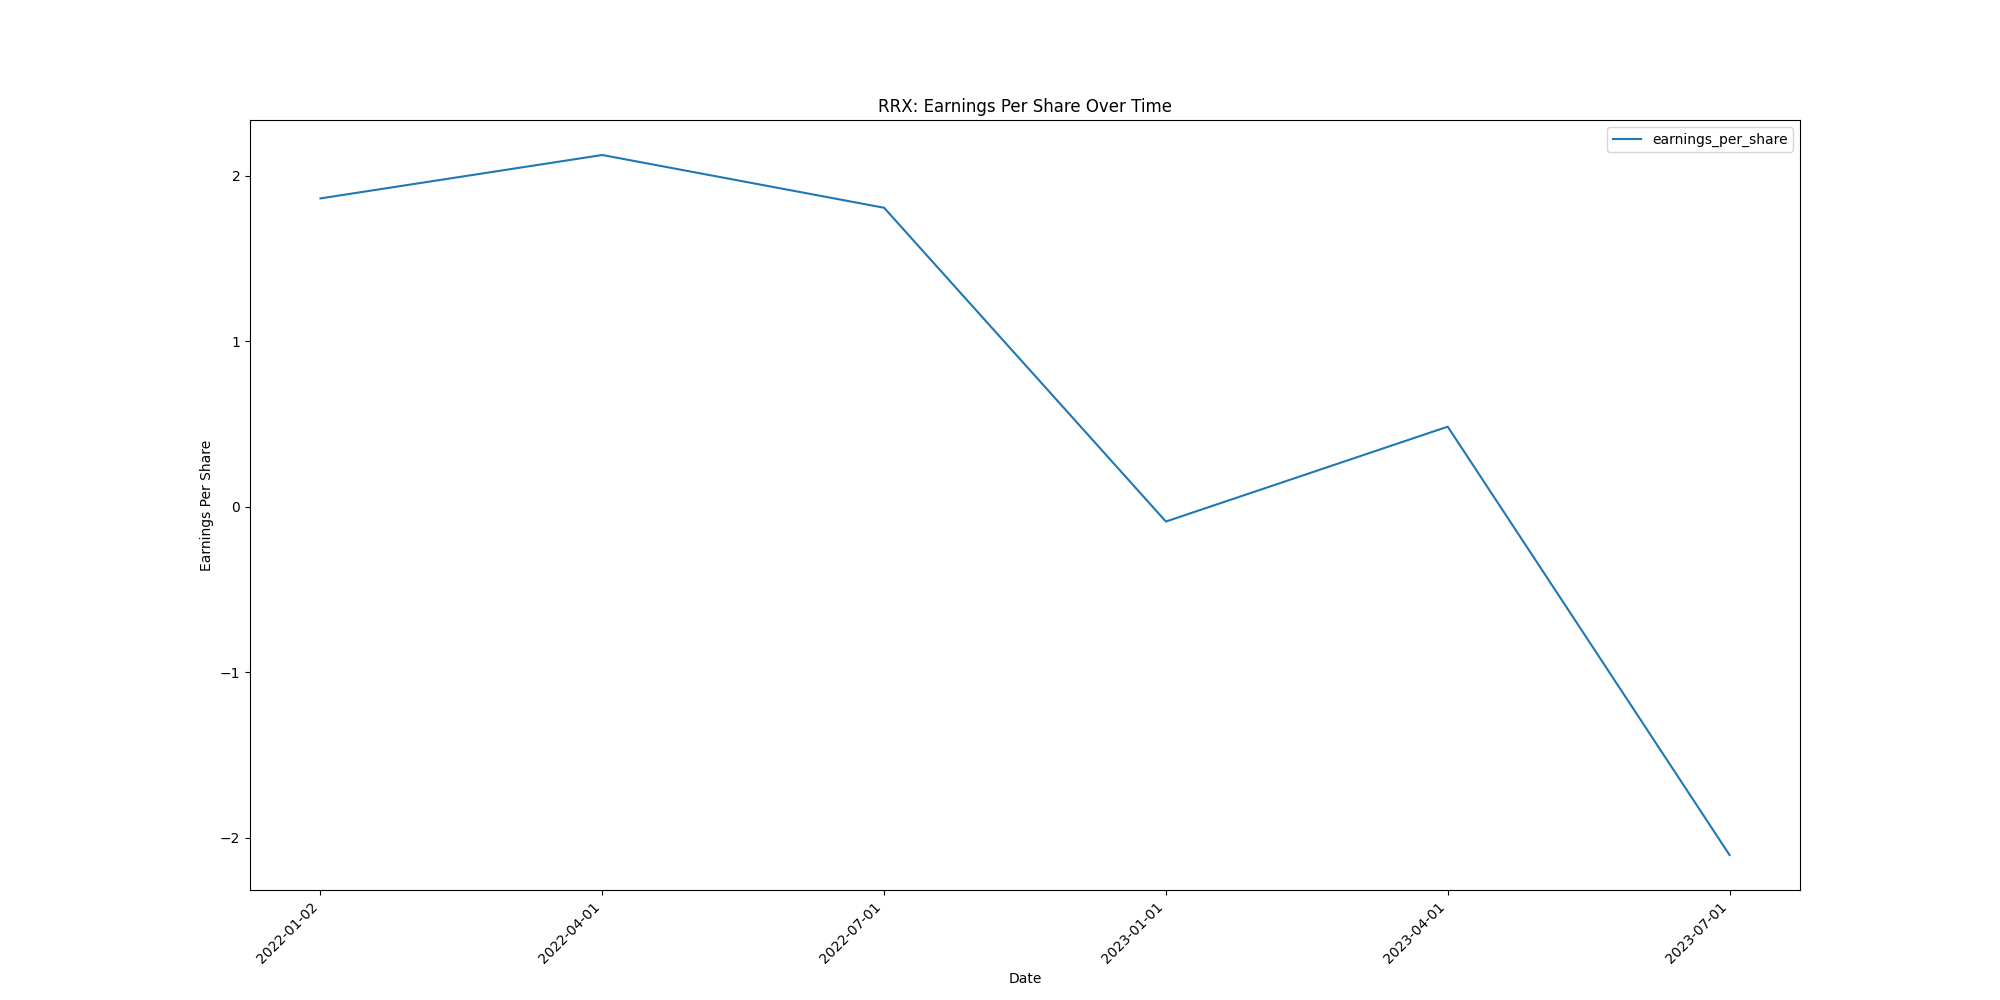 RRX: Earnings Per Share Over Time
earnings_per_share
2
1
0
−1
−2
Earnings Per Share
2022-01-02
2022-04-01
2022-07-01
2023-01-01
2023-04-01
2023-07-01
Date